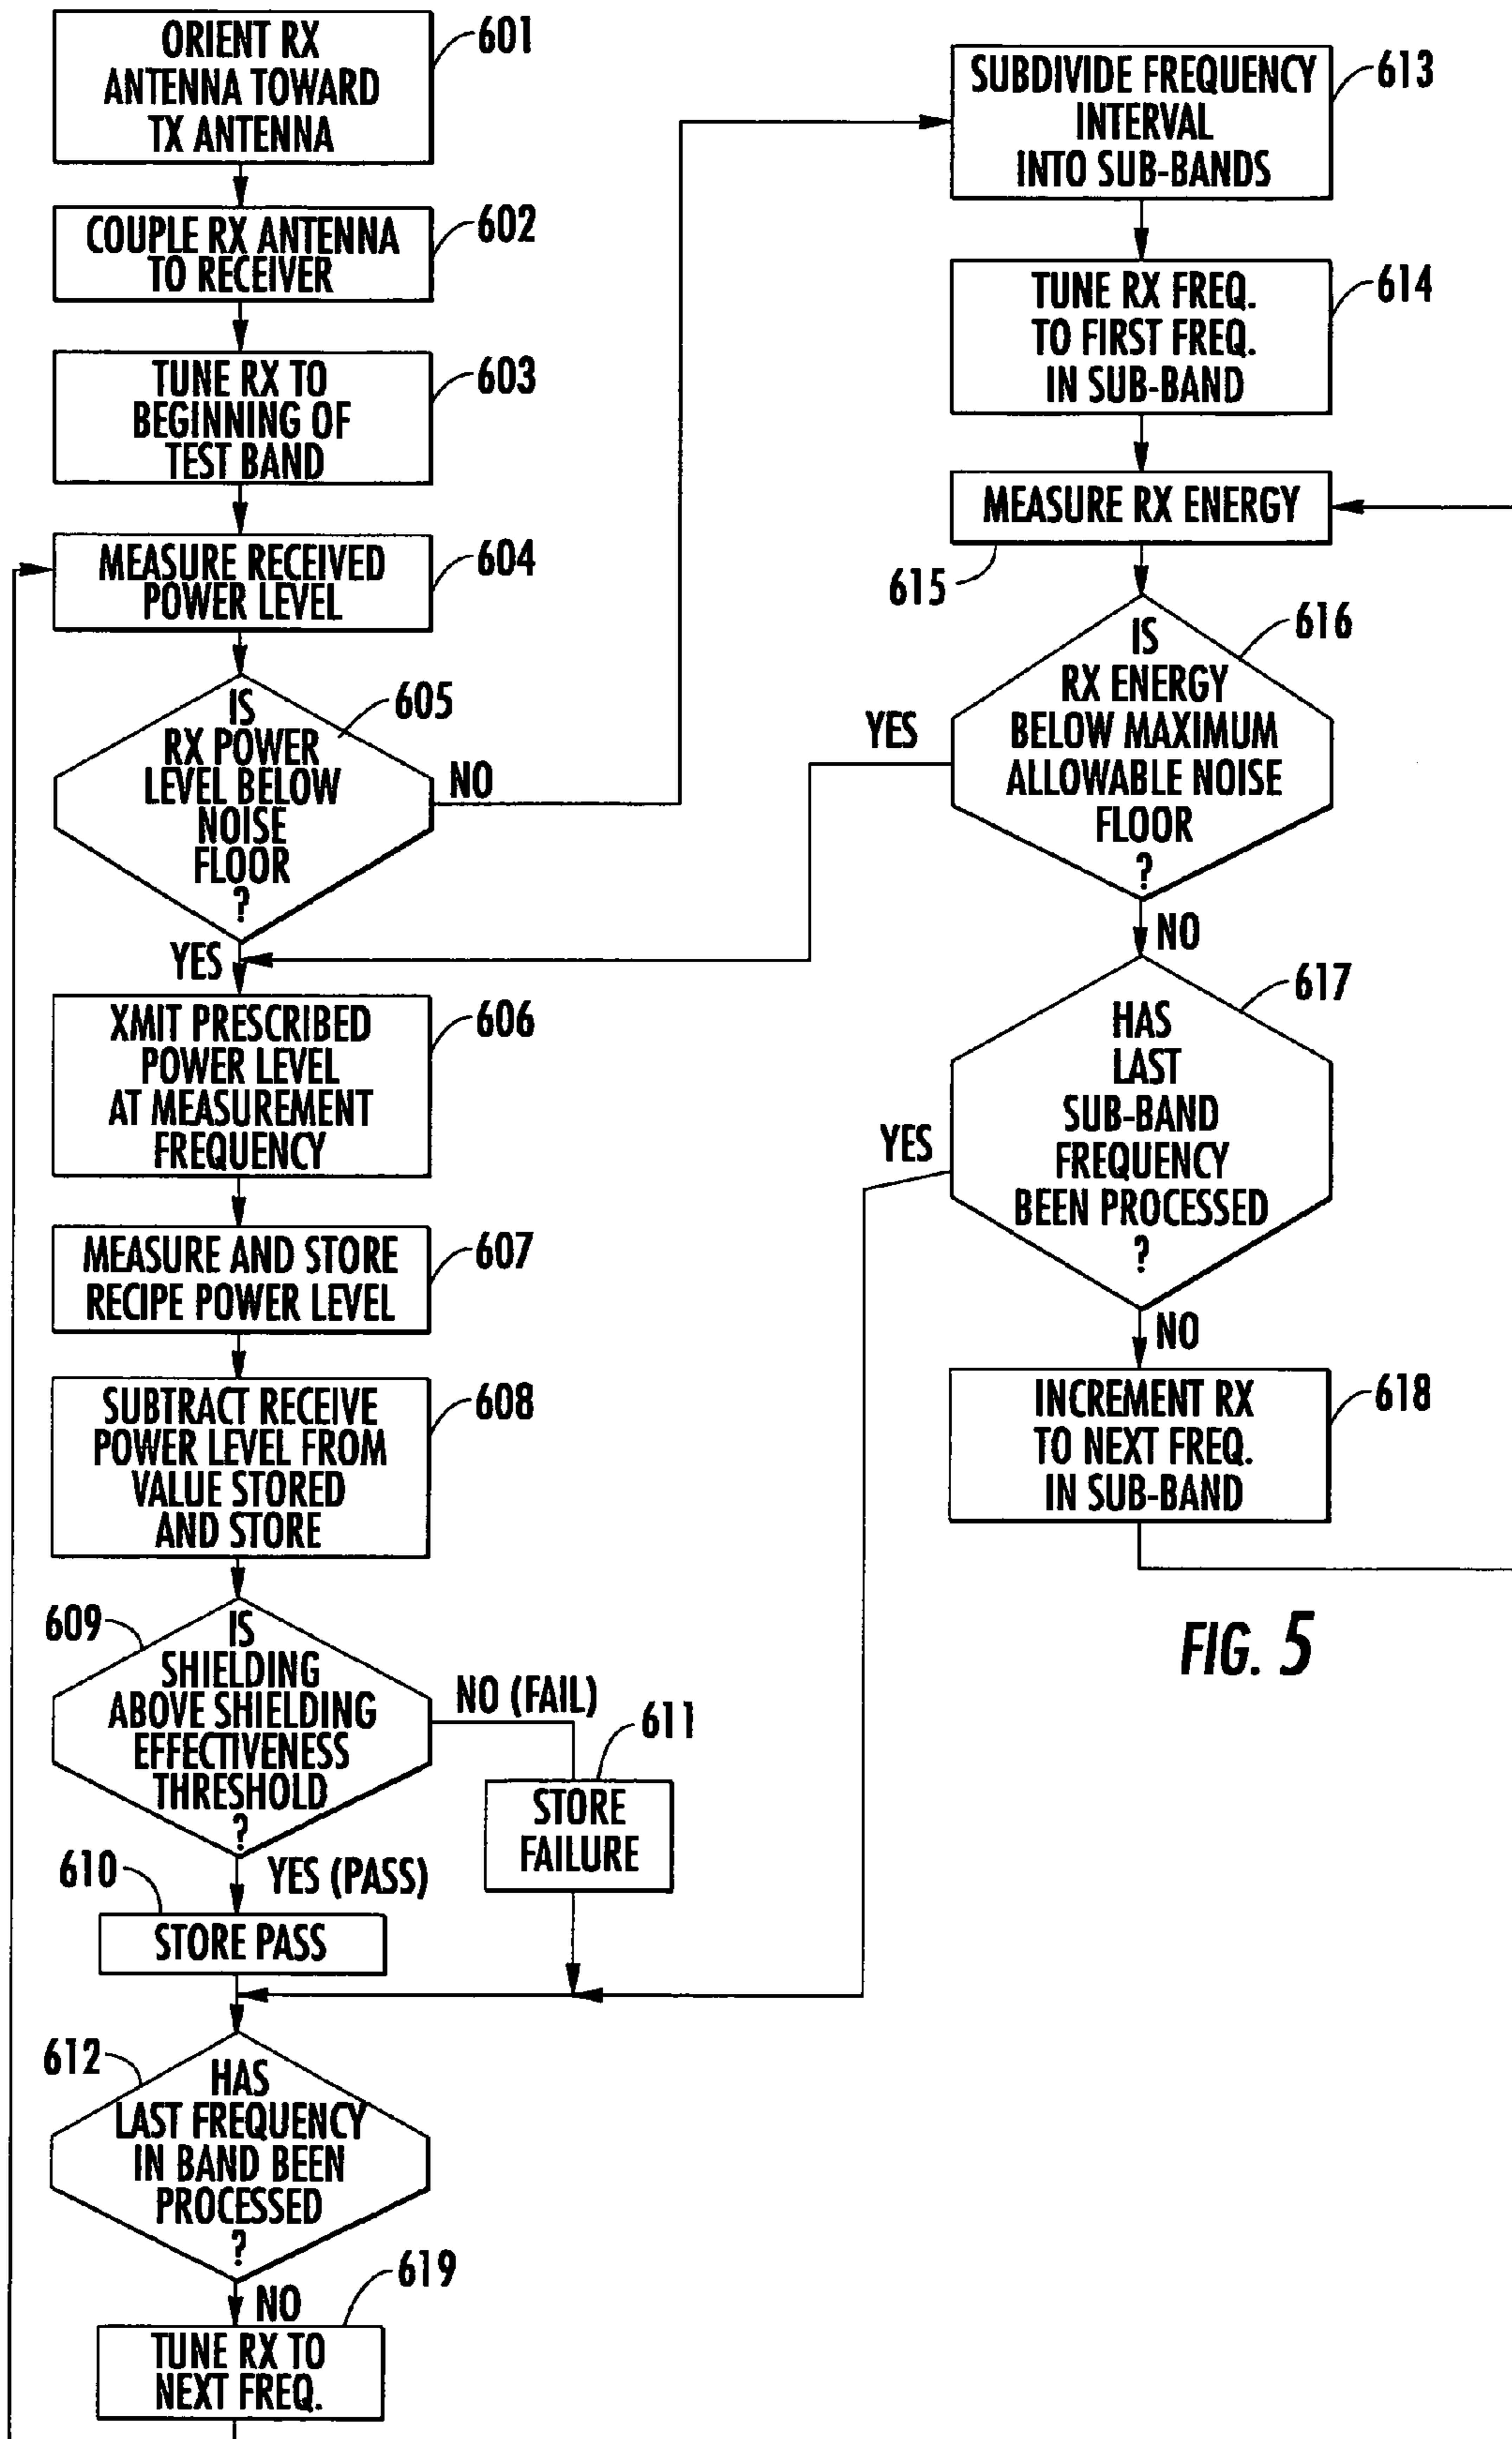 ORIENT RX
ANTENNA TOWARD
TX ANTENNA
601
COUPLE RX ANTENNA
TO RECEIVER
602
TUNE RX TO
BEGINNING OF
TEST BAND
603
MEASURE RECEIVED
POWER LEVEL
604
IS
RX POWER
LEVEL BELOW
NOISE
FLOOR
?
605
NO
YES
XMIT PRESCRIBED
POWER LEVEL
AT MEASUREMENT
FREQUENCY
606
MEASURE AND STORE
RECIPE POWER LEVEL
607
SUBTRACT RECEIVE
POWER LEVEL FROM
VALUE STORED
AND STORE
608
609
IS
SHIELDING
ABOVE SHIELDING
EFFECTIVENESS
THRESHOLD
?
NO (FAIL)
611
STORE
FAILURE
610
YES (PASS)
STORE PASS
612
HAS
LAST FREQUENCY
IN BAND BEEN
PROCESSED
?
NO
619
TUNE RX TO
NEXT FREQ.
SUBDIVIDE FREQUENCY
INTERVAL
INTO SUB-BANDS
613
TUNE RX FREQ.
TO FIRST FREQ.
IN SUB-BAND
614
MEASURE RX ENERGY
615
IS
RX ENERGY
BELOW MAXIMUM
ALLOWABLE NOISE
FLOOR
?
616
YES
NO
HAS
LAST
SUB-BAND
FREQUENCY
BEEN PROCESSED
?
617
YES
NO
INCREMENT RX
TO NEXT FREQ.
IN SUB-BAND
618
FIG. 5